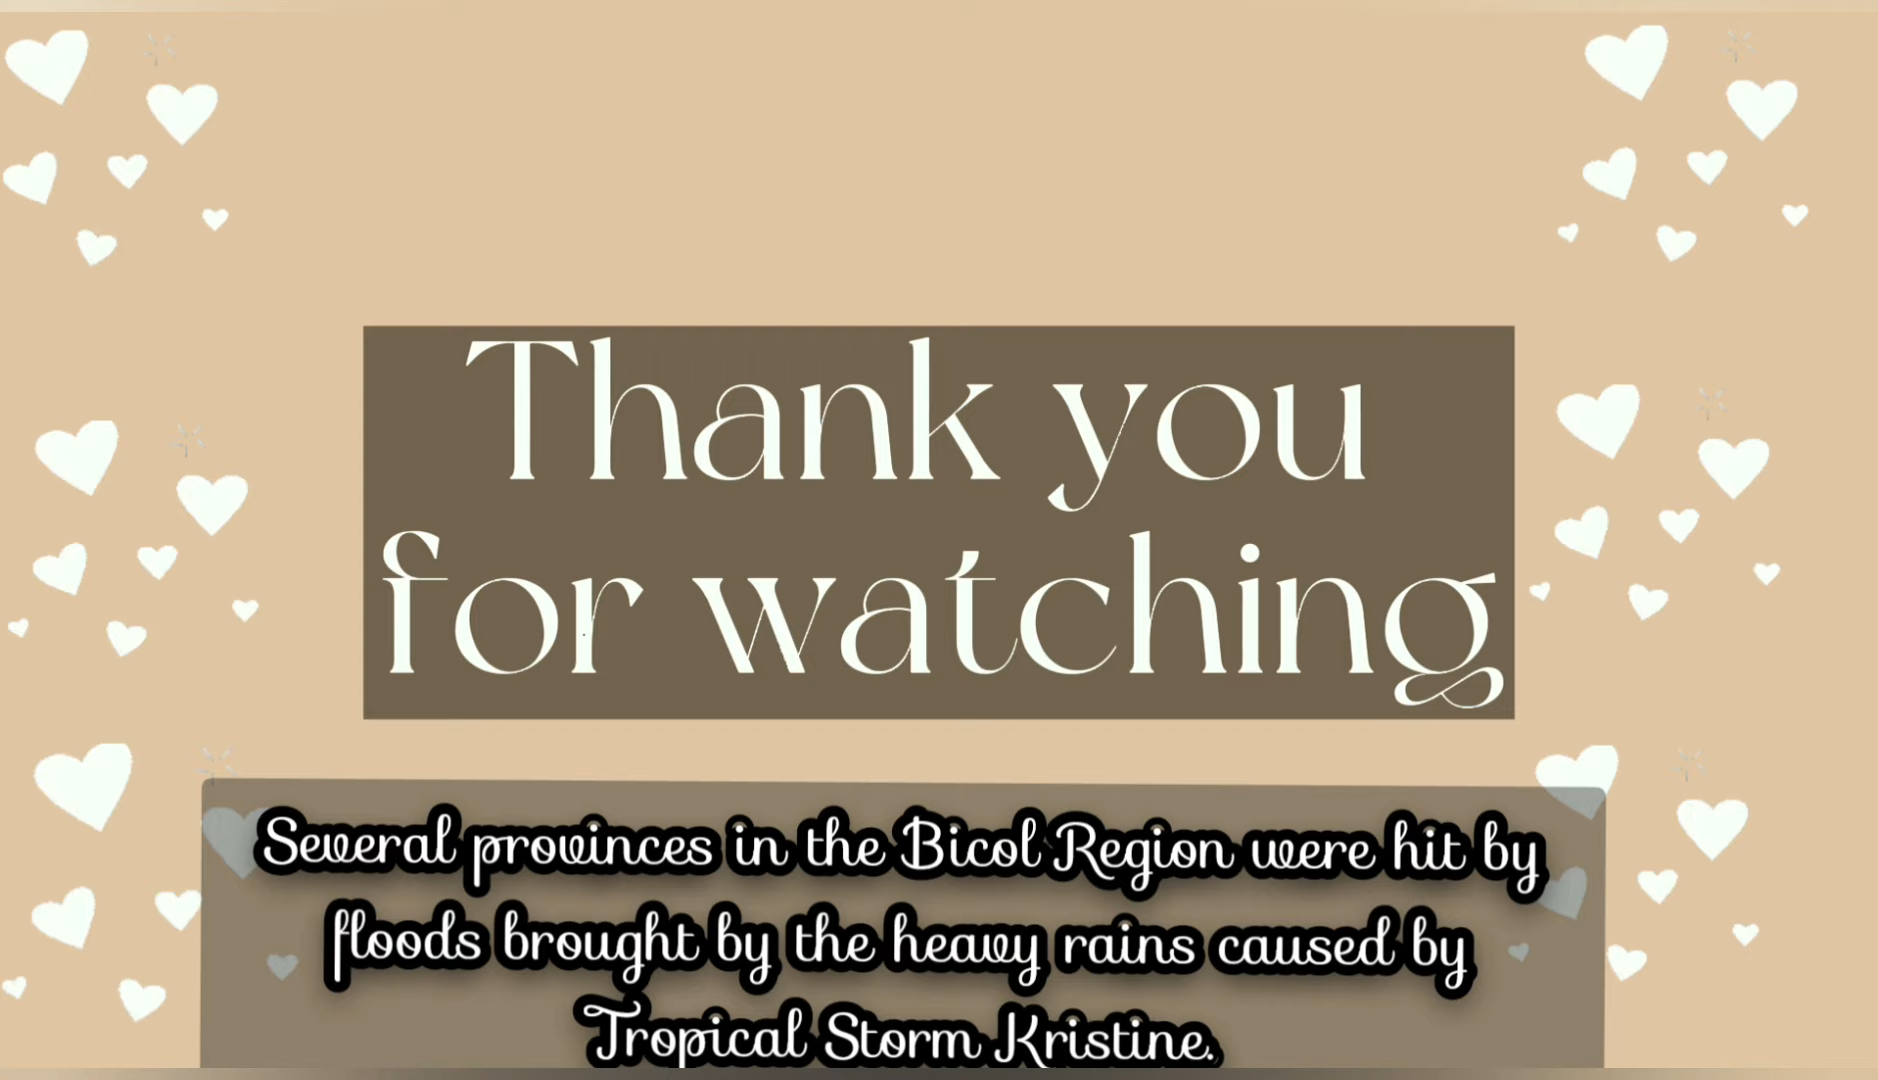 Thank you
for watching
Several provinces in the Bicol Region were hit by
floods brought by the heavy rains caused by
Tropical Storm Kristine.